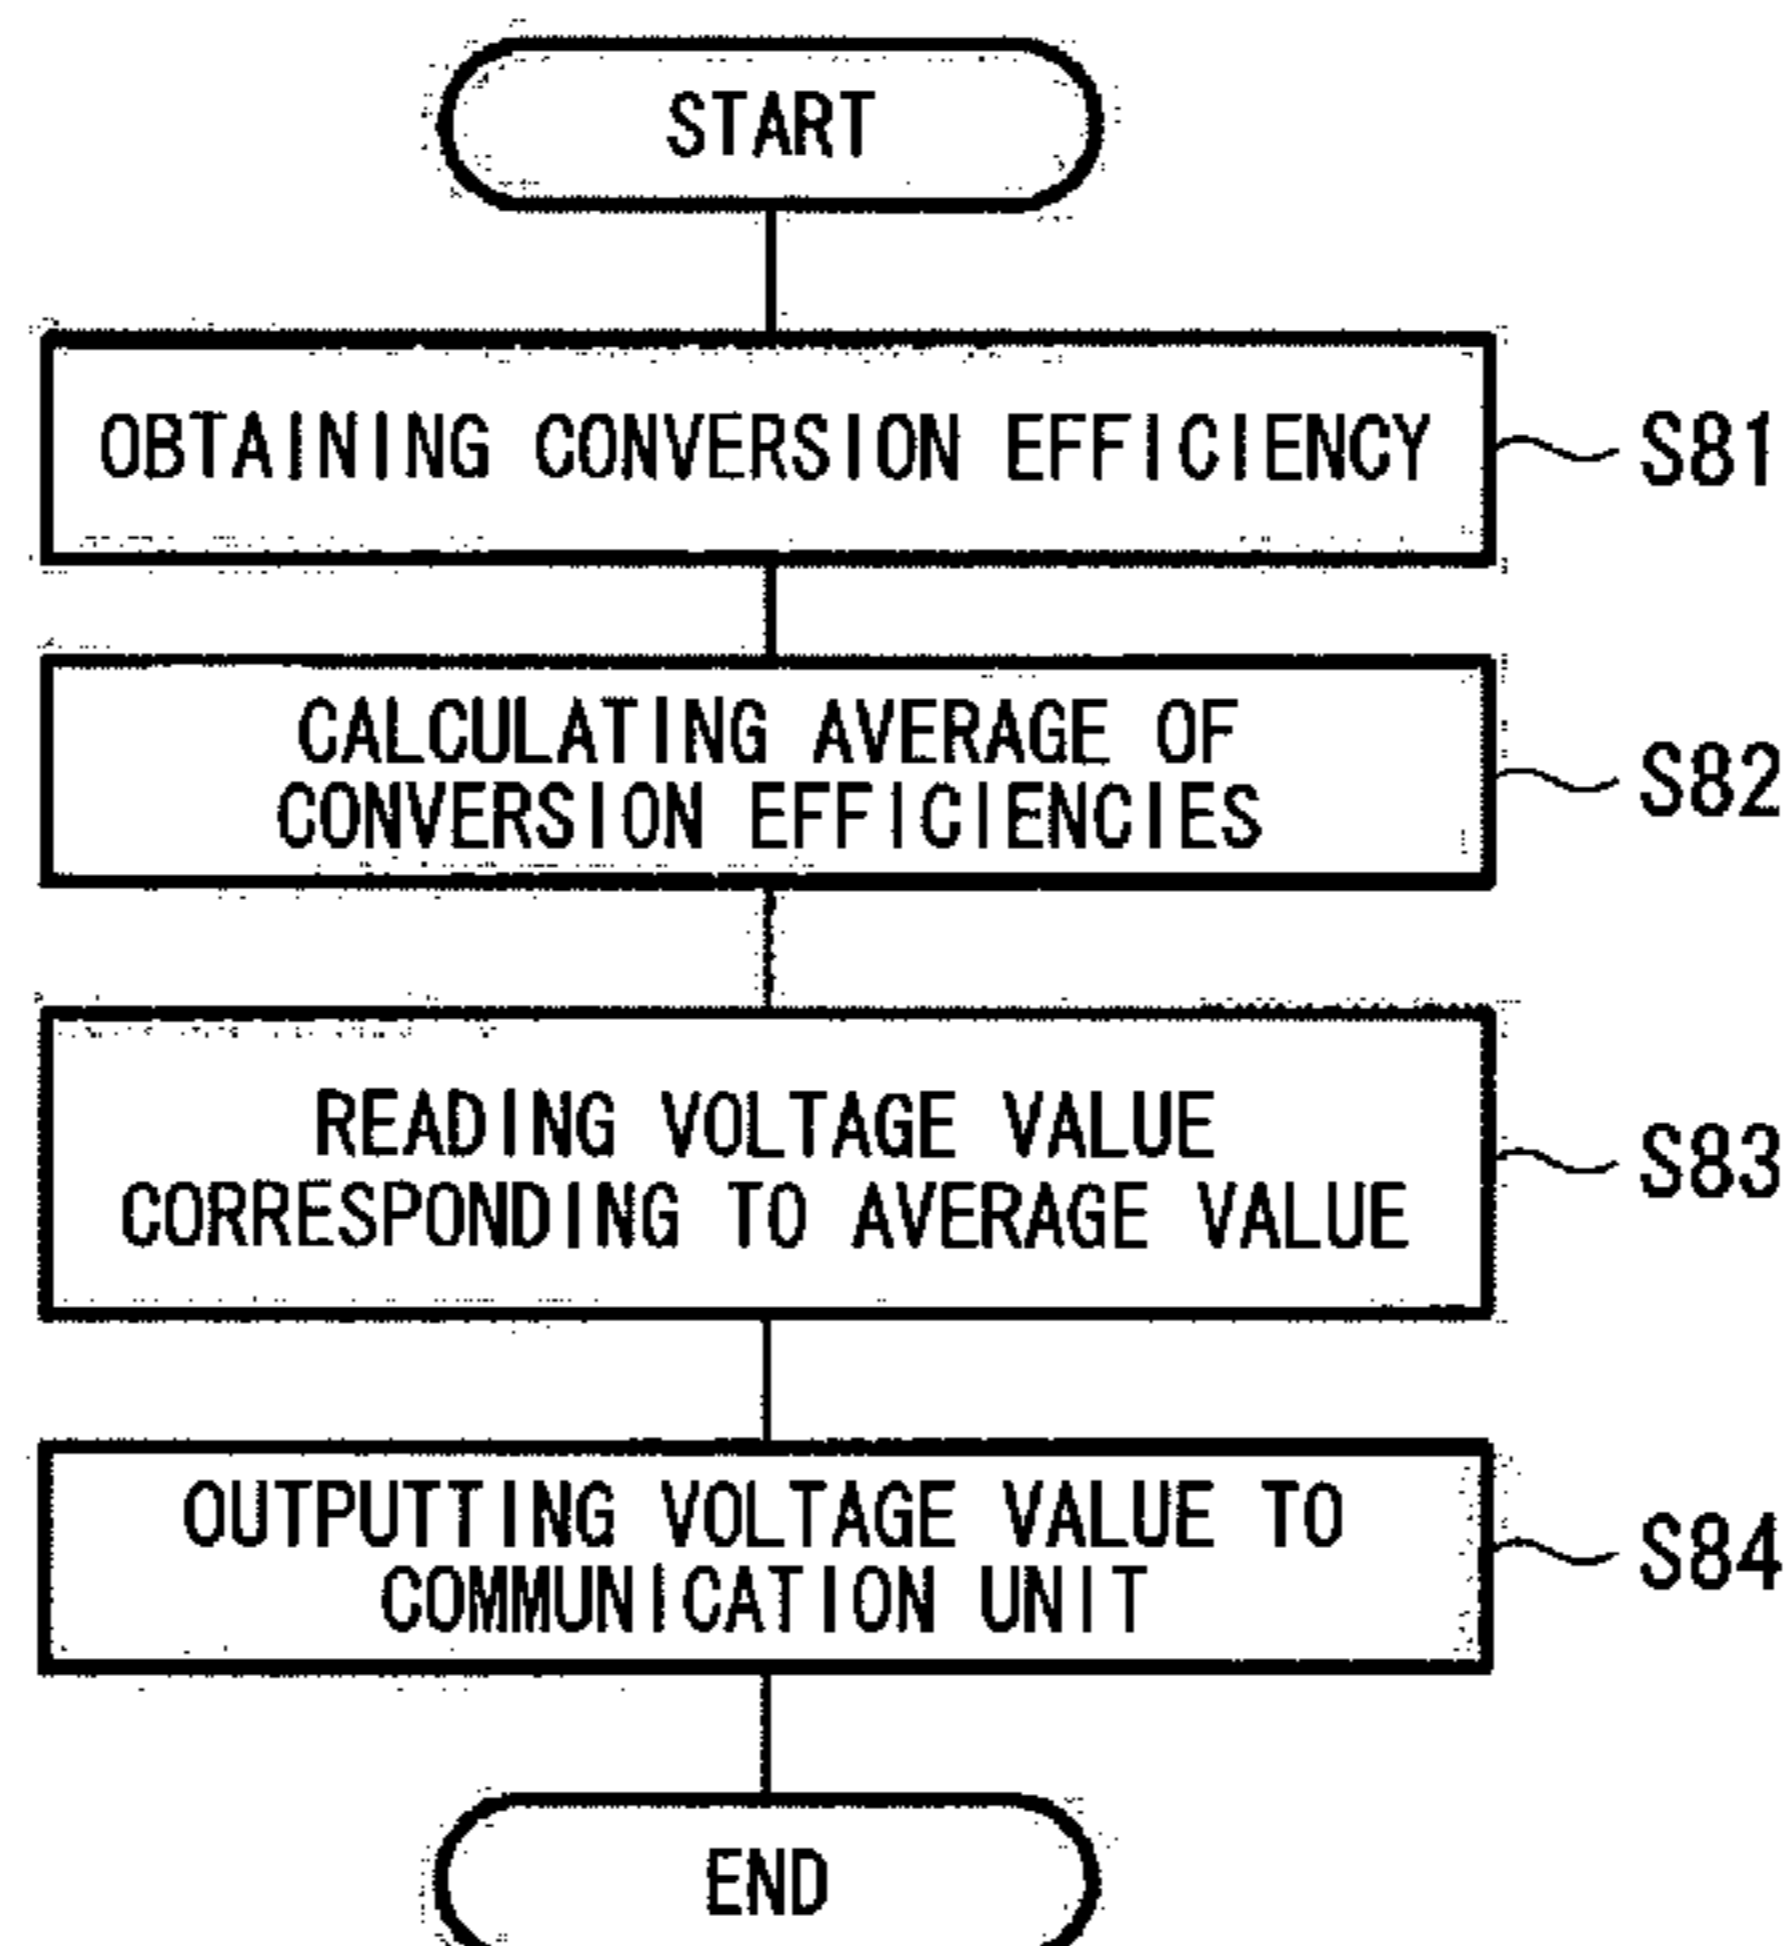 START
OBTAINING CONVERSION EFFICIENCY
S81
CALCULATING AVERAGE OF
CONVERSION EFFICIENCIES
S82
READING VOLTAGE VALUE
CORRESPONDING TO AVERAGE VALUE
S83
OUTPUTTING VOLTAGE VALUE TO
COMMUNICATION UNIT
S84
END